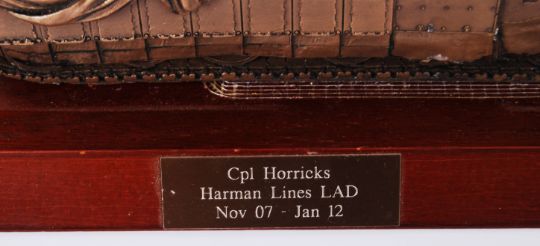 Cpl Horricks
Harman Lines LAD
Nov 07 - Jan 12